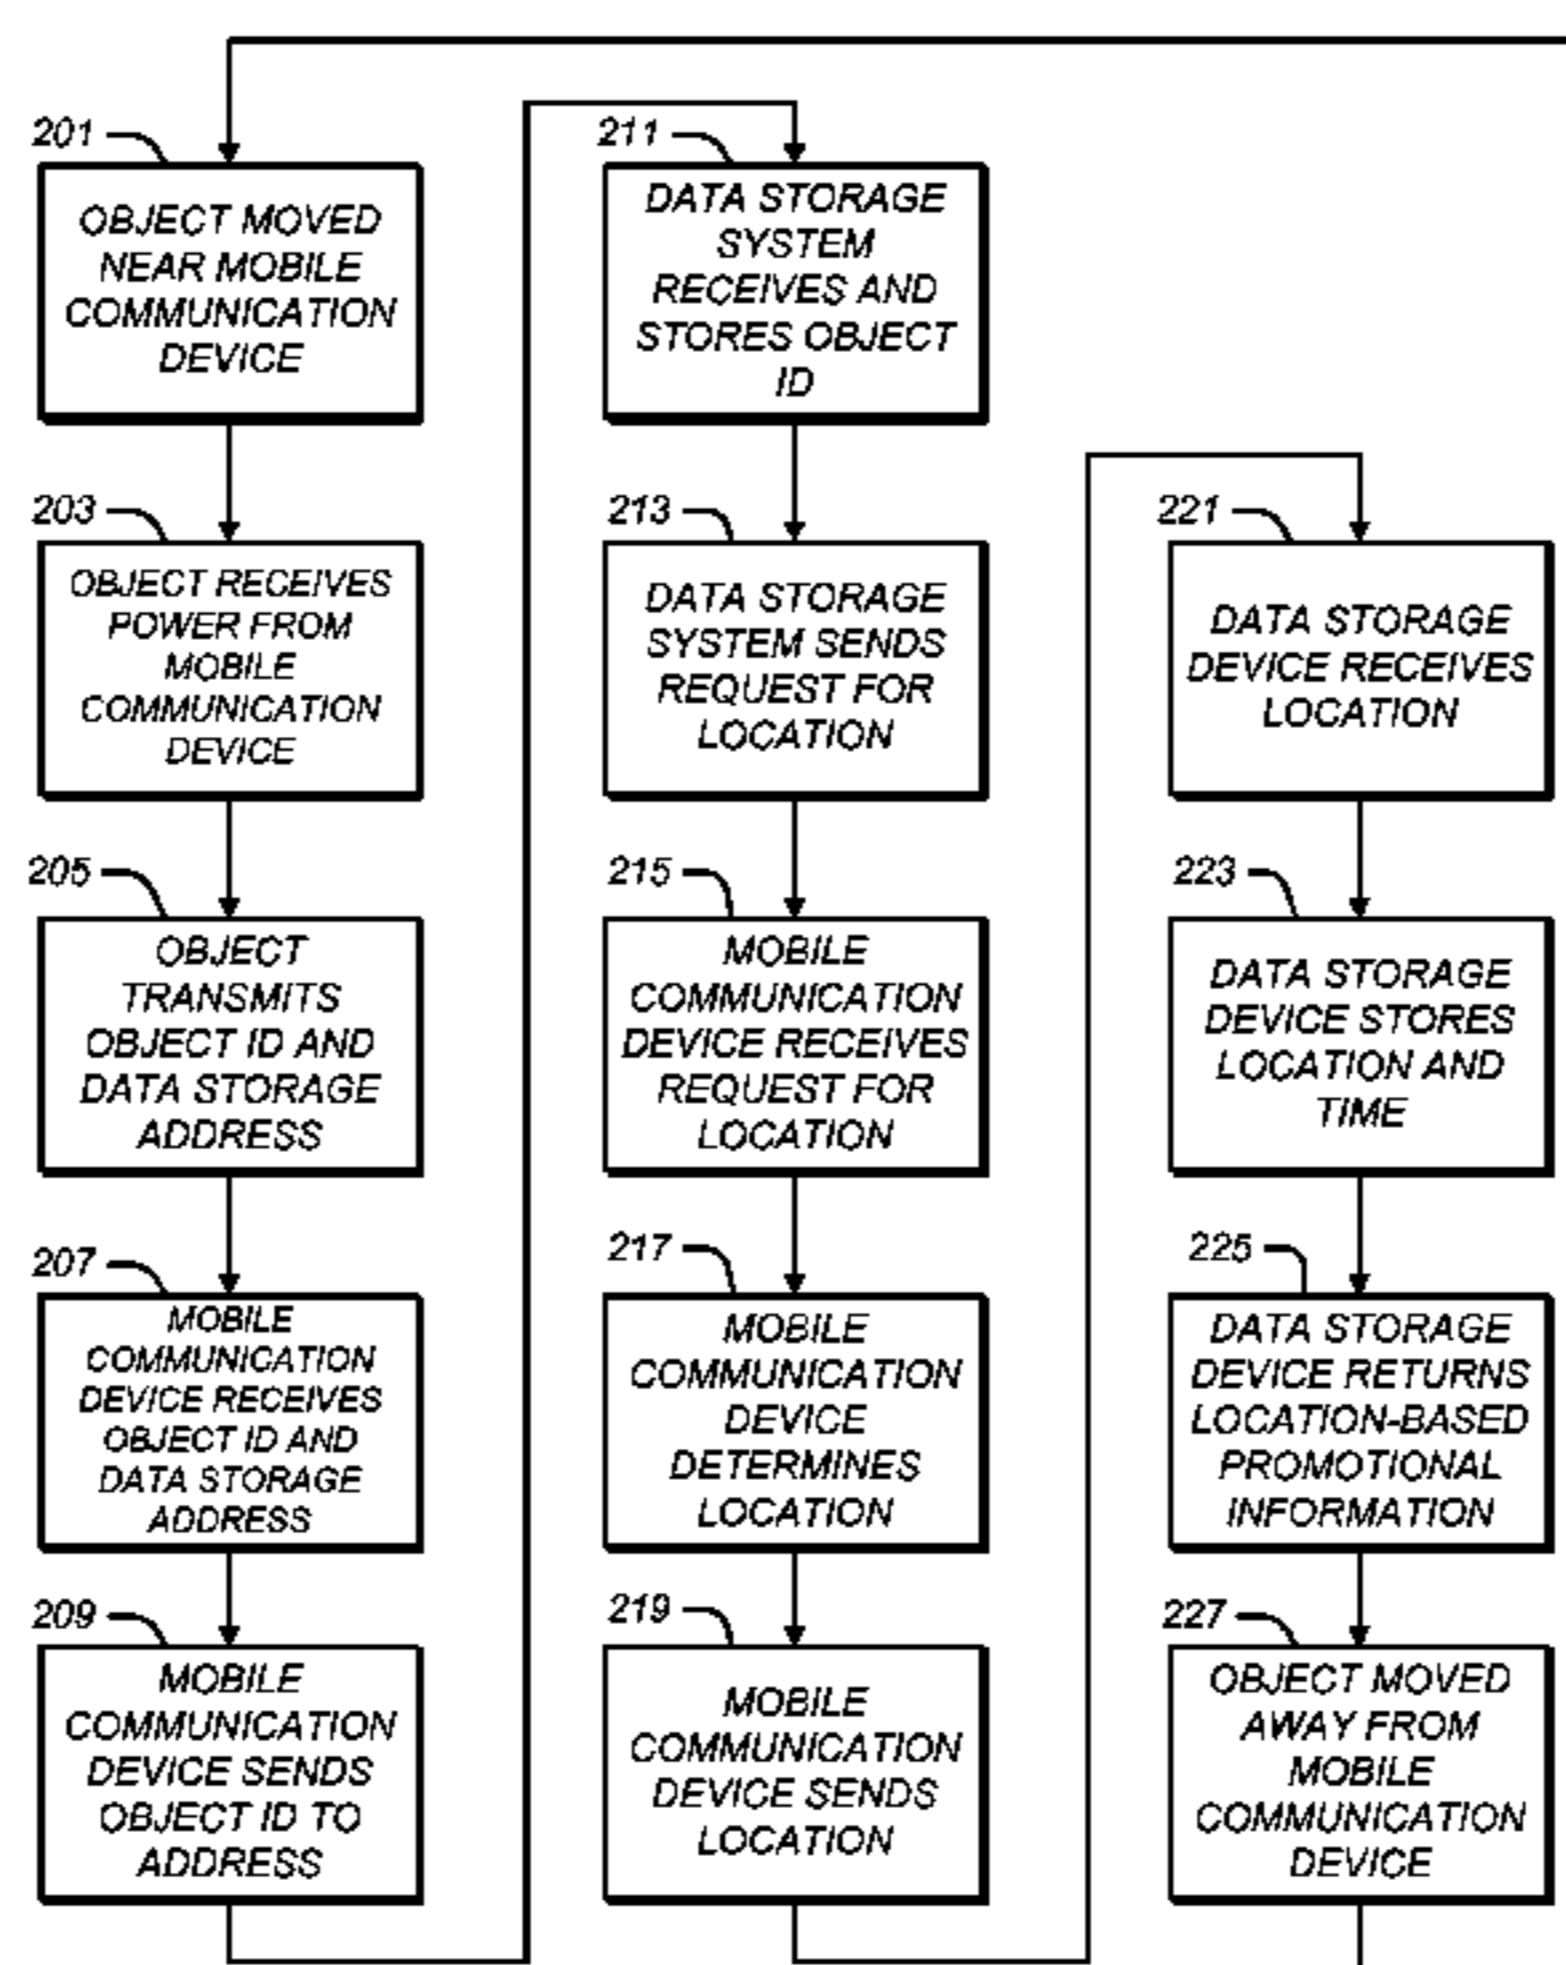 201
OBJECT MOVED
NEAR MOBILE
COMMUNICATION
DEVICE
203
OBJECT RECEIVES
POWER FROM
MOBILE
COMMUNICATION
DEVICE
205
OBJECT
TRANSMITS
OBJECT ID AND
DATA STORAGE
ADDRESS
207
MOBILE
COMMUNICATION
DEVICE RECEIVES
OBJECT ID AND
DATA STORAGE
ADDRESS
209
MOBILE
COMMUNICATION
DEVICE SENDS
OBJECT ID TO
ADDRESS
211
DATA STORAGE
SYSTEM
RECEIVES AND
STORES OBJECT
ID
213
DATA STORAGE
SYSTEM SENDS
REQUEST FOR
LOCATION
215
MOBILE
COMMUNICATION
DEVICE RECEIVES
REQUEST FOR
LOCATION
217
MOBILE
COMMUNICATION
DEVICE
DETERMINES
LOCATION
219
MOBILE
COMMUNICATION
DEVICE SENDS
LOCATION
221
DATA STORAGE
DEVICE RECEIVES
LOCATION
223
DATA STORAGE
DEVICE STORES
LOCATION AND
TIME
225
DATA STORAGE
DEVICE RETURNS
LOCATION-BASED
PROMOTIONAL
INFORMATION
227
OBJECT MOVED
AWAY FROM
MOBILE
COMMUNICATION
DEVICE